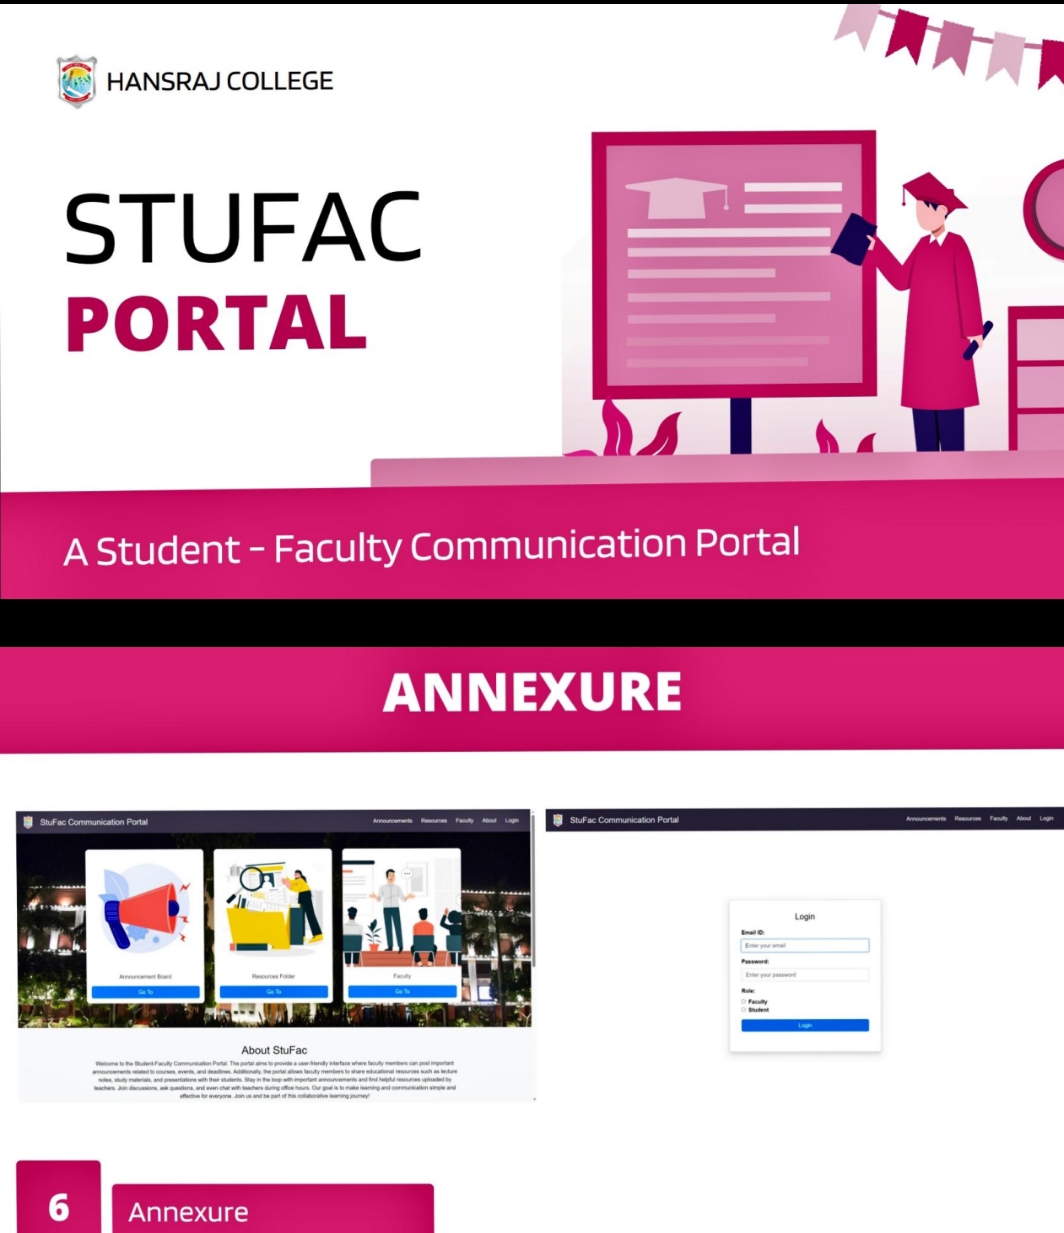 HANSRAJ COLLEGE
STUFAC
PORTAL
A Student - Faculty Communication Portal
ANNEXURE
StuFac Communication Portal
Announcements Resources Faculty About Login
Announcement Board
Go To
Resources Folder
Go To
Faculty
Go To
About StuFac
Welcome to the Student-Faculty Communication Portal. The portal aims to provide a user-friendly interface where faculty members can post important
announcements related to courses, events, and deadlines. Additionally, the portal allows faculty members to share educational resources such as lecture
notes, study materials, and presentations with their students. Stay in the loop with important announcements and find helpful resources uploaded by
teachers. Join discussions, ask questions, and even chat with teachers during office hours. Our goal is to make learning and communication simple and
effective for everyone. Join us and be part of this collaborative learning journey!
StuFac Communication Portal
Announcements Resources Faculty About Login
Login
Email ID:
Enter your email
Password:
Enter your password
Role:
Faculty
Student
Login
6
Annexure